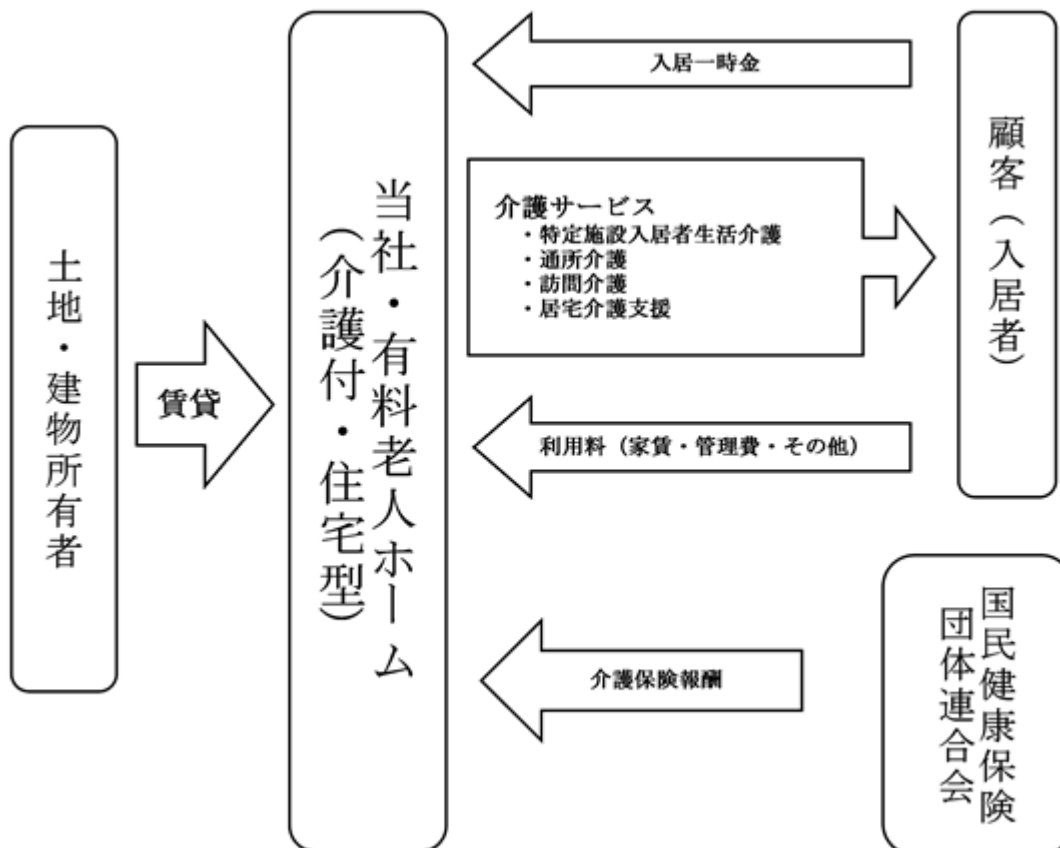 土地・建物所有者
賃貸
当社・有料老人ホーム
（介護付・住宅型）
入居一時金
介護サービス
・特定施設入居者生活介護
・通所介護
・訪問介護
・居宅介護支援
利用料（家賃・管理費・その他）
介護保険報酬
顧客（入居者）
国民健康保険
団体連合会